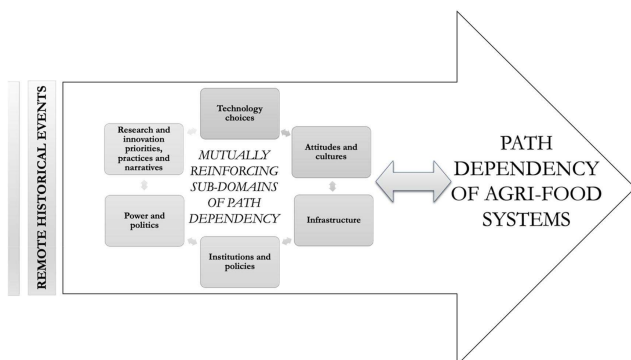 REMOTE HISTORICAL EVENTS
Technology
choices
Research and
innovation
priorities,
practices and
narratives
Attitudes and
cultures
MUTUALLY
REINFORCING
SUB-DOMAINS
OF PATH
DEPENDENCY
Power and
politics
Infrastructure
Institutions and
policies
PATH
DEPENDENCY
OF AGRI-FOOD
SYSTEMS